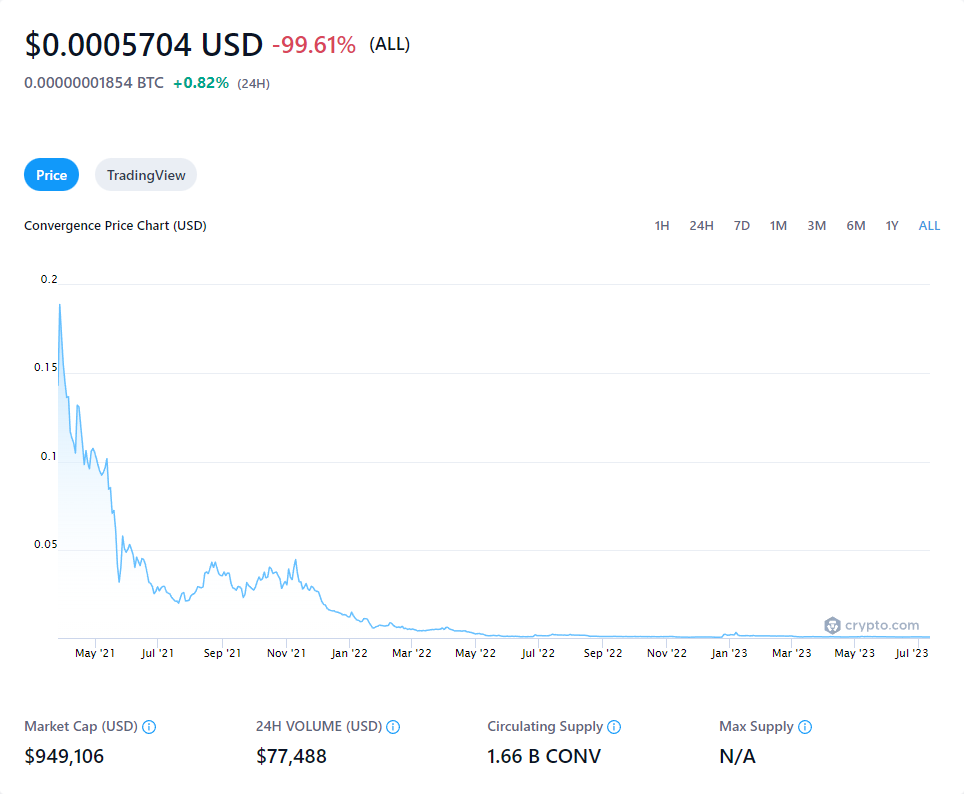 $0.0005704 USD -99.61% (ALL)
0.00000001854 BTC +0.82% (24H)
Price TradingView
Convergence Price Chart (USD) 1H 24H 7D 1M 3M 6M 1Y ALL
0.2
0.15
0.1
0.05
crypto.com
May '21 Jul '21 Sep '21 Nov '21 Jan '22 Mar '22 May '22 Jul '22 Sep '22 Nov '22 Jan '23 Mar '23 May '23 Jul '23
Market Cap (USD) 24H VOLUME (USD) Circulating Supply Max Supply
$949,106 $77,488 1.66 B CONV N/A